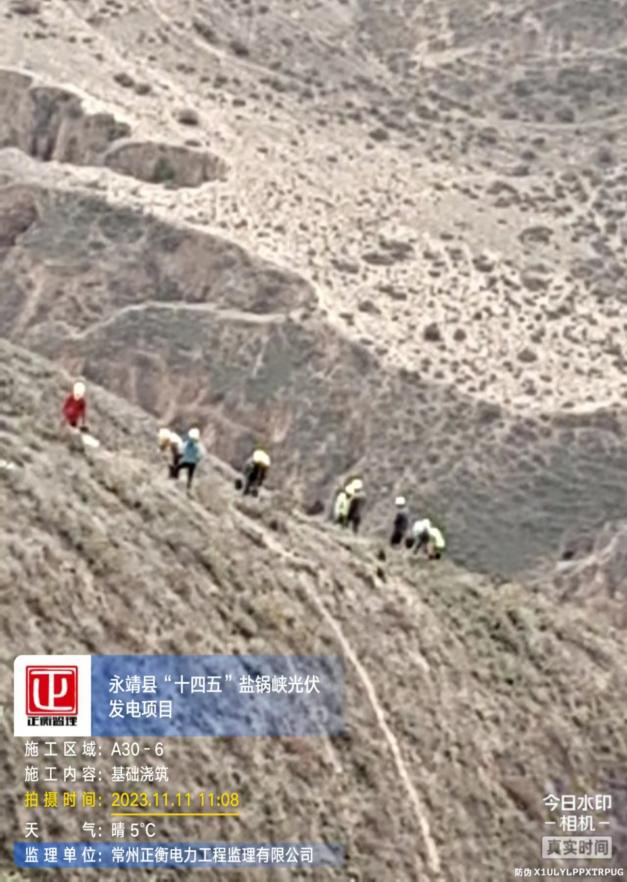 正衡管理
永靖县“十四五”盐锅峡光伏
发电项目
施工区域：A30-6
施工内容：基础浇筑
拍摄时间：2023.11.11 11:08
天气：晴 5℃
监理单位：常州正衡电力工程监理有限公司
今日水印
-相机-
真实时间
防伪 X1ULYLPPXTRPUG